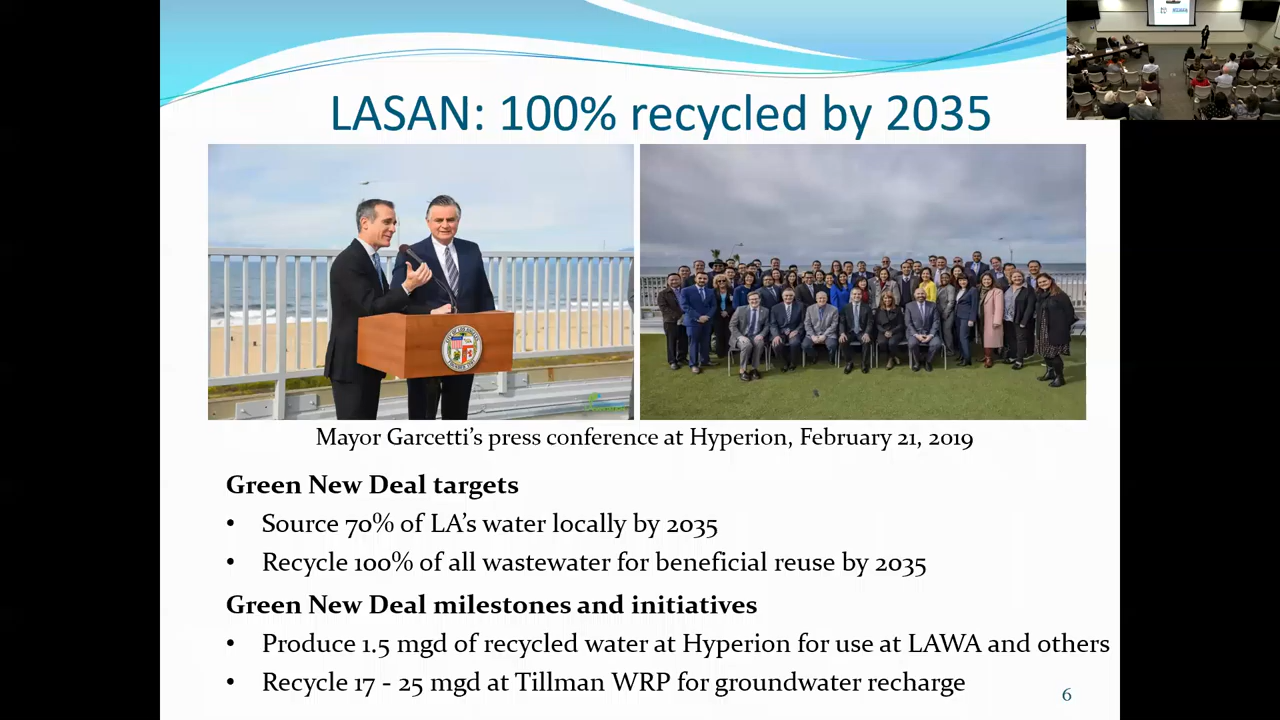 LASAN: 100% recycled by 2035
Mayor Garcetti's press conference at Hyperion, February 21, 2019
Green New Deal targets
• Source 70% of LA's water locally by 2035
• Recycle 100% of all wastewater for beneficial reuse by 2035
Green New Deal milestones and initiatives
• Produce 1.5 mgd of recycled water at Hyperion for use at LAWA and others
• Recycle 17 - 25 mgd at Tillman WRP for groundwater recharge
6